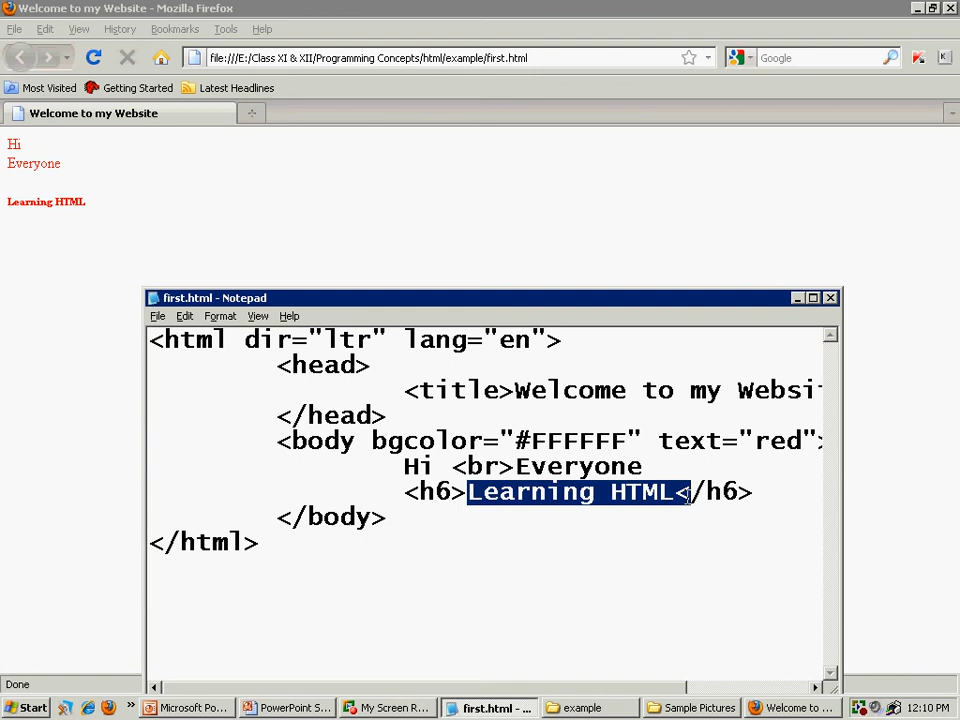 Welcome to my Website - Mozilla Firefox
File Edit View History Bookmarks Tools Help
file:///E:/Class XI & XII/Programming Concepts/html/example/first.html
Google
Most Visited Getting Started Latest Headlines
Welcome to my Website
Hi
Everyone
Learning HTML
first.html - Notepad
File Edit Format View Help
<html dir="ltr" lang="en">
<head>
<title>Welcome to my Websi
</head>
<body bgcolor="#FFFFFF" text="red">
Hi <br>Everyone
<h6>Learning HTML</h6>
</body>
</html>
Done
Start » Microsoft Po... PowerPoint S... My Screen R... first.html - ... example Sample Pictures Welcome to ... 12:10 PM